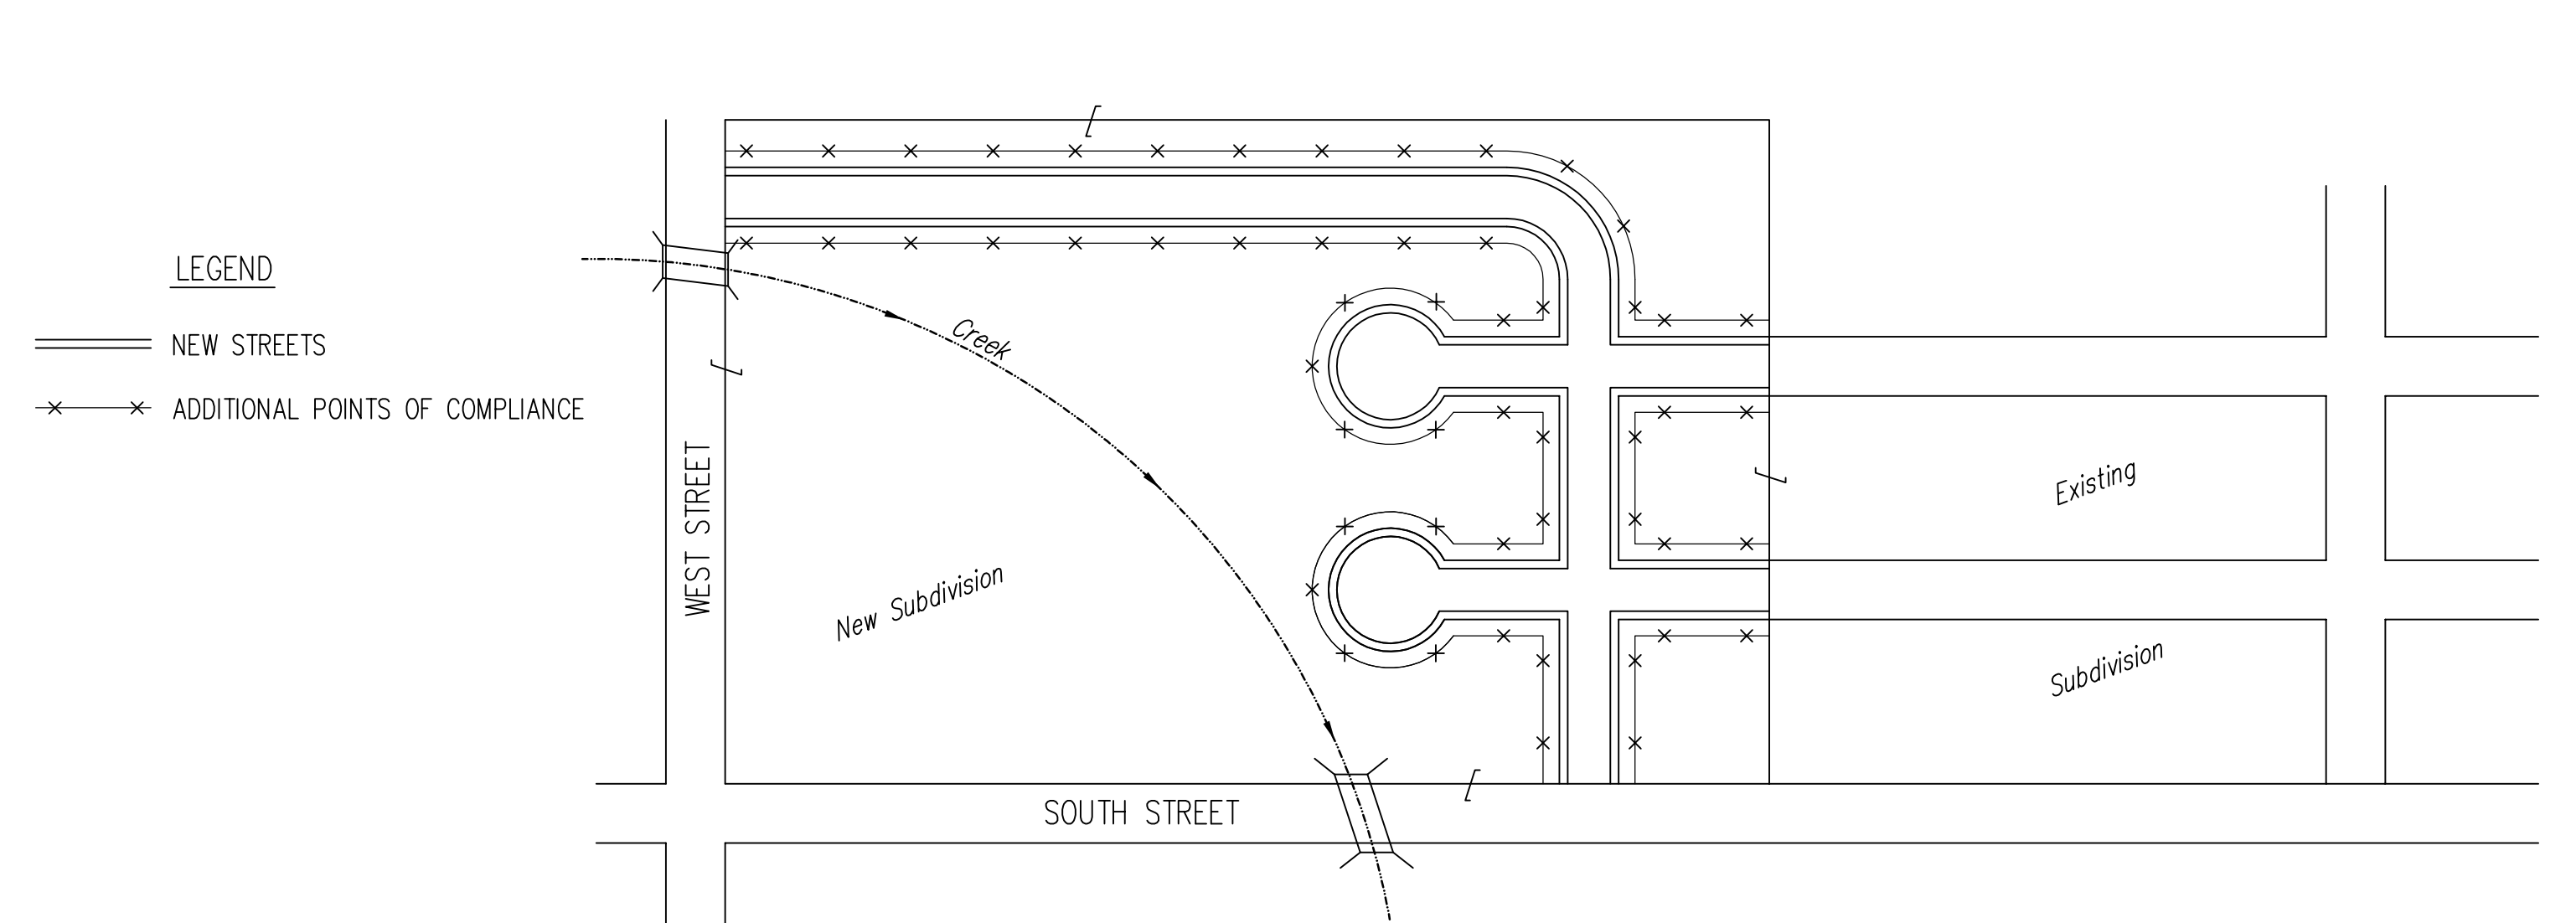 LEGEND
NEW STREETS
ADDITIONAL POINTS OF COMPLIANCE
WEST STREET
Creek
New Subdivision
SOUTH STREET
Existing
Subdivision